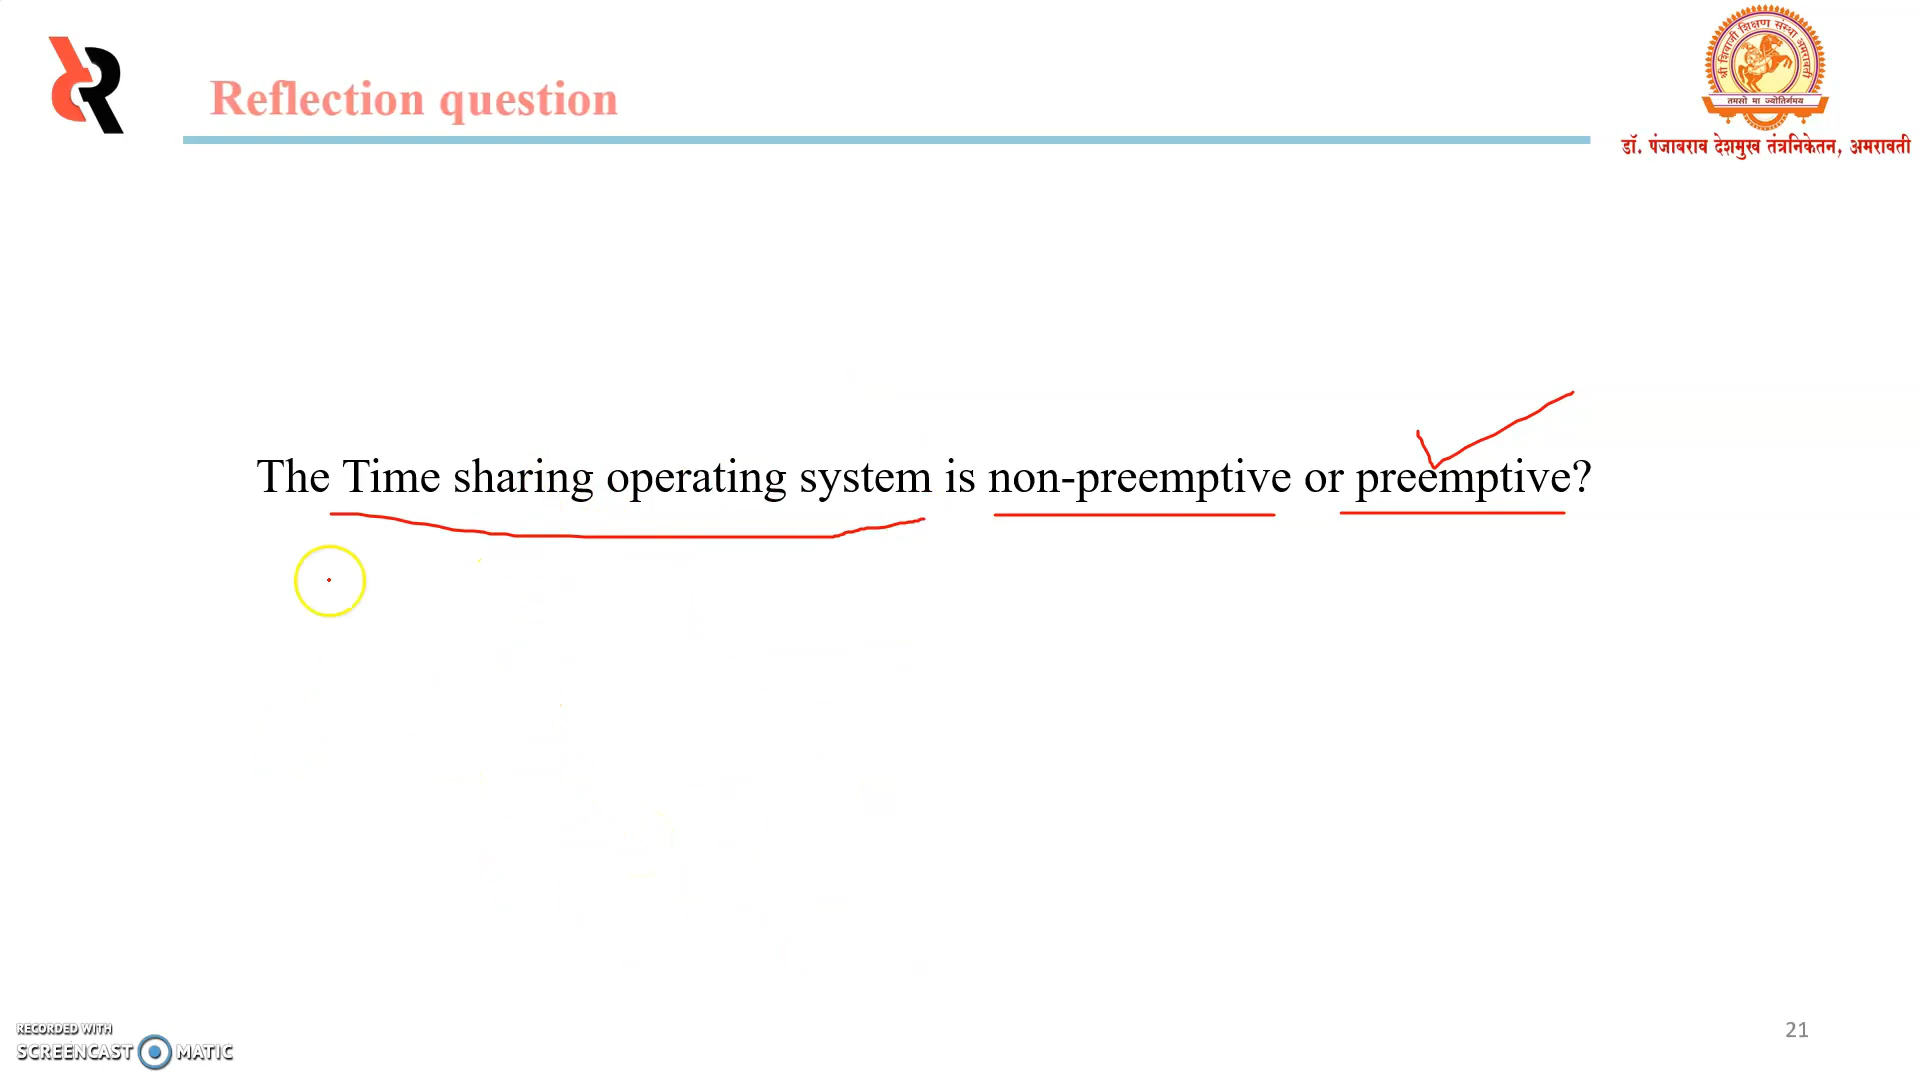 Reflection question
श्री शिवाजी शिक्षण संस्था अमरावती
तमसो मा ज्योतिर्गमय
डॉ. पंजाबराव देशमुख तंत्रनिकेतन, अमरावती
The Time sharing operating system is non-preemptive or preemptive?
RECORDED WITH
SCREENCAST MATIC
21